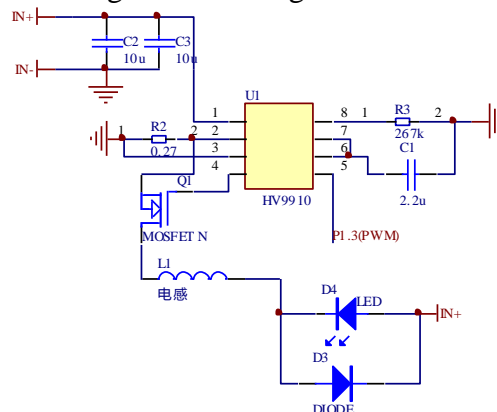 IN+
C2
C3
10u
10u
IN-
U1
1
8
1
R3
2
1
R2
2
2
7
267k
0.27
3
6
C1
4
5
Q1
HV9910
2.2u
MOSFET N
P1.3(PWM)
L1
电感
D4
LED
IN+
D3
DIODE